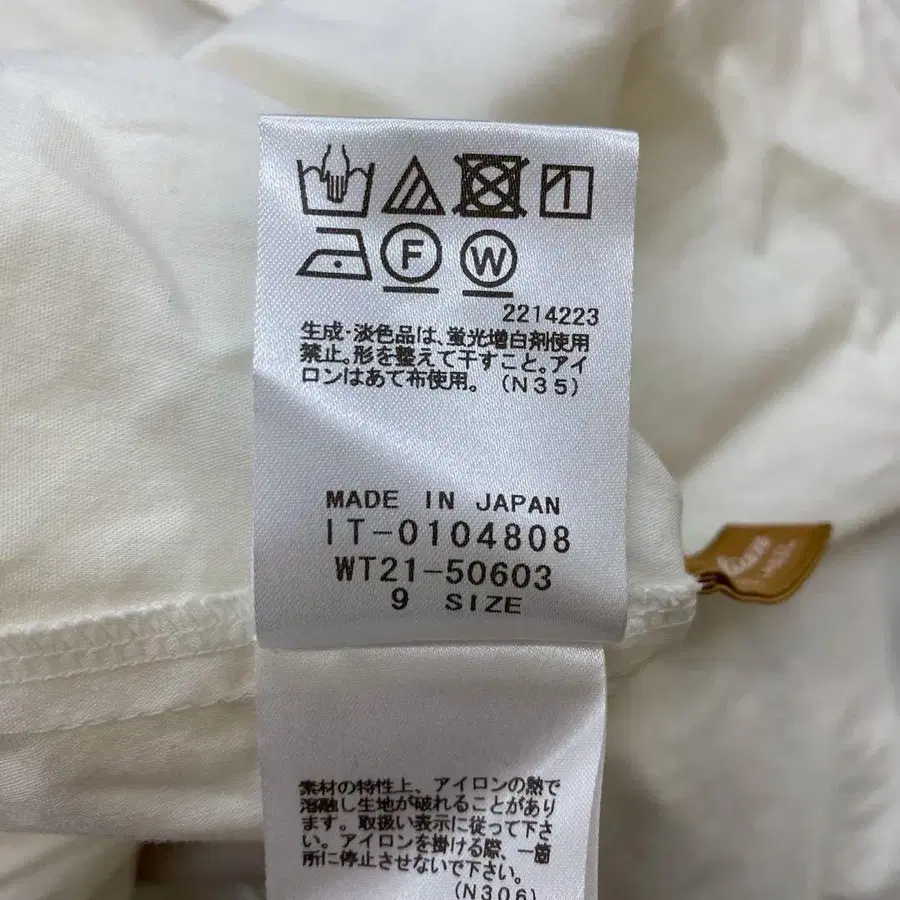 F W
2214223
生成・淡色品は、蛍光増白剤使用
禁止。形を整えて干すこと。アイ
ロンはあて布使用。(N35)
MADE IN JAPAN
IT-0104808
WT21-50603
9 SIZE
素材の特性上、アイロンの熱で
溶融し生地が破れることがあり
ます。取扱い表示に従って下さ
い。アイロンを掛ける際、一箇
所に停止させないで下さい。
(N306)